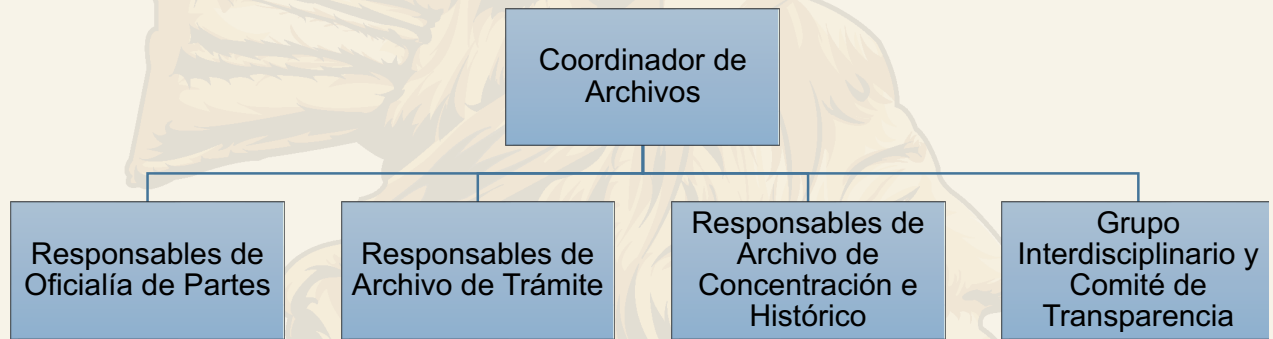 Coordinador de
Archivos
Responsables de
Oficialía de Partes
Responsables de
Archivo de Trámite
Responsables de
Archivo de
Concentración e
Histórico
Grupo
Interdisciplinario y
Comité de
Transparencia